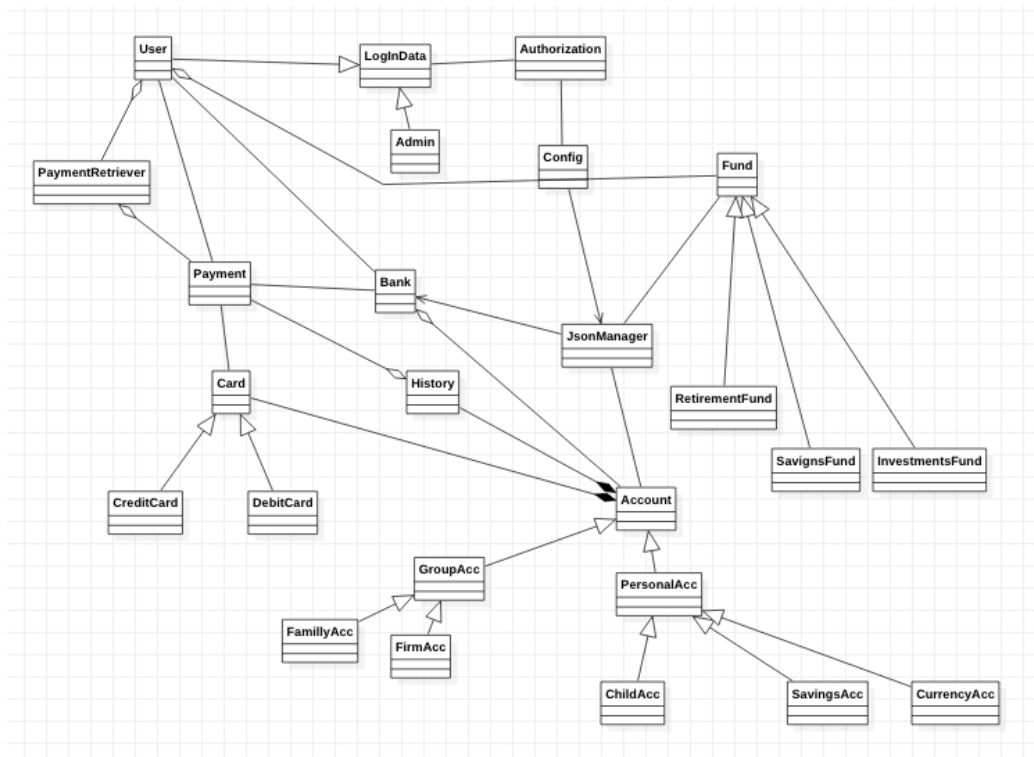 User
LogInData
Authorization
Admin
Config
Fund
PaymentRetriever
Payment
Bank
JsonManager
Card
History
RetirementFund
SavignsFund
InvestmentsFund
CreditCard
DebitCard
Account
GroupAcc
PersonalAcc
FamillyAcc
FirmAcc
ChildAcc
SavingsAcc
CurrencyAcc